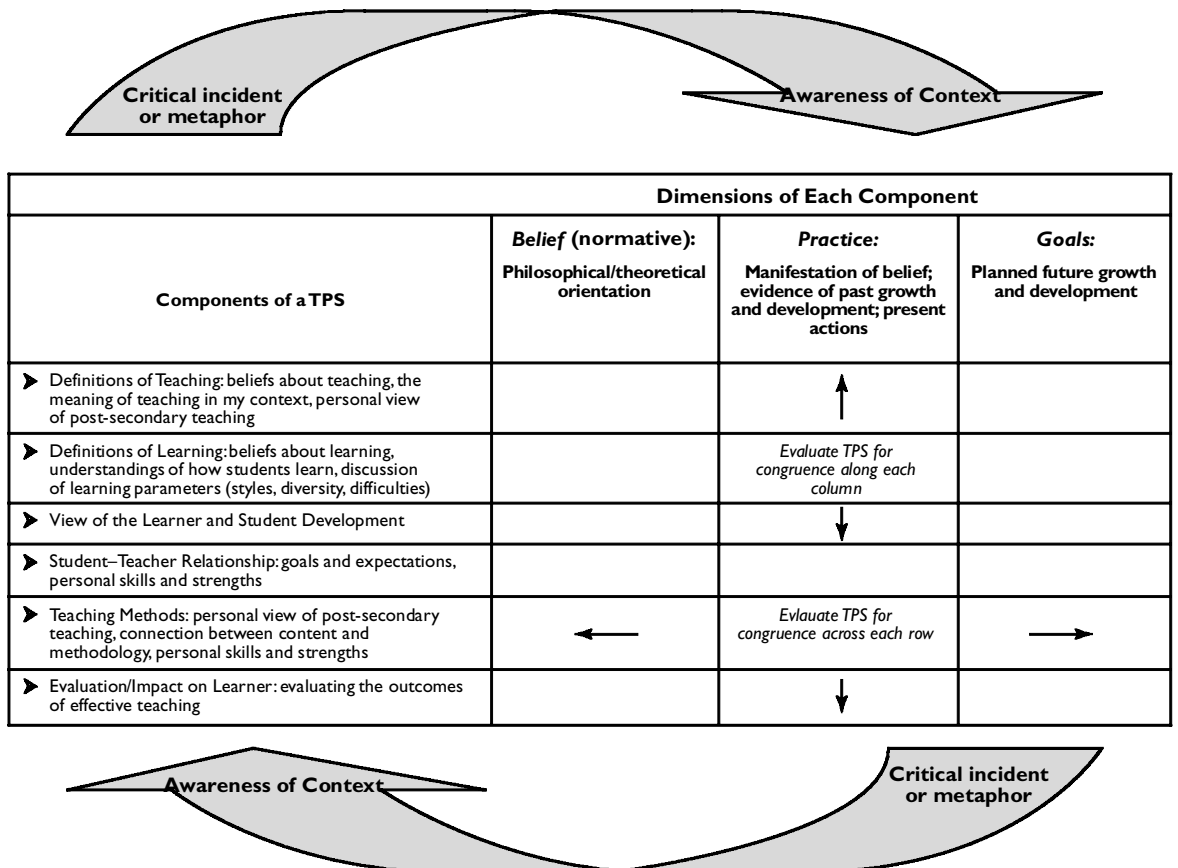 Critical incident
or metaphor
Awareness of Context
Dimensions of Each Component
Components of a TPS
Belief (normative):
Philosophical/theoretical
orientation
Practice:
Manifestation of belief;
evidence of past growth
and development; present
actions
Goals:
Planned future growth
and development
➤ Definitions of Teaching: beliefs about teaching, the
meaning of teaching in my context, personal view
of post-secondary teaching
➤ Definitions of Learning: beliefs about learning,
understandings of how students learn, discussion
of learning parameters (styles, diversity, difficulties)
Evaluate TPS for
congruence along each
column
➤ View of the Learner and Student Development
➤ Student–Teacher Relationship: goals and expectations,
personal skills and strengths
➤ Teaching Methods: personal view of post-secondary
teaching, connection between content and
methodology, personal skills and strengths
Evlauate TPS for
congruence across each row
➤ Evaluation/Impact on Learner: evaluating the outcomes
of effective teaching
Awareness of Context
Critical incident
or metaphor